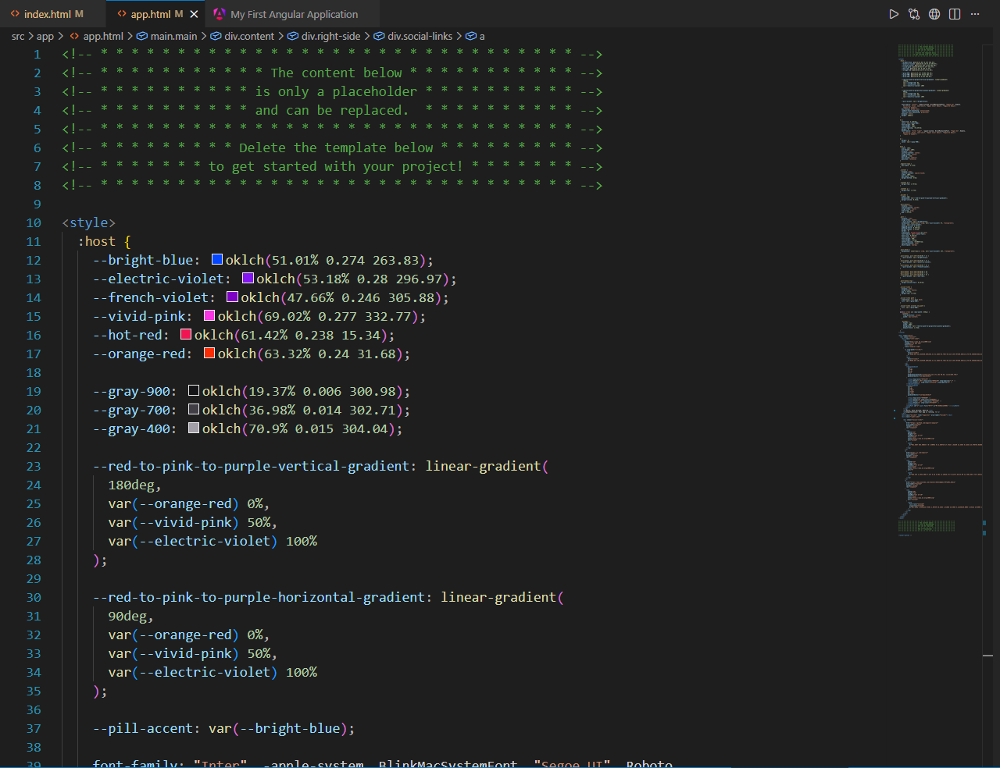 index.html M app.html M My First Angular Application
src > app > app.html > main.main > div.content > div.right-side > div.social-links > a
1 <!-- * * * * * * * * * * * * * * * * * * * * * * * * * * * * * * * -->
2 <!-- * * * * * * * * * * * The content below * * * * * * * * * * * -->
3 <!-- * * * * * * * * * * is only a placeholder * * * * * * * * * * -->
4 <!-- * * * * * * * * * * and can be replaced.  * * * * * * * * * * -->
5 <!-- * * * * * * * * * * * * * * * * * * * * * * * * * * * * * * * -->
6 <!-- * * * * * * * * * Delete the template below * * * * * * * * * -->
7 <!-- * * * * * * * to get started with your project! * * * * * * * -->
8 <!-- * * * * * * * * * * * * * * * * * * * * * * * * * * * * * * * -->
9
10 <style>
11 :host {
12 --bright-blue: oklch(51.01% 0.274 263.83);
13 --electric-violet: oklch(53.18% 0.28 296.97);
14 --french-violet: oklch(47.66% 0.246 305.88);
15 --vivid-pink: oklch(69.02% 0.277 332.77);
16 --hot-red: oklch(61.42% 0.238 15.34);
17 --orange-red: oklch(63.32% 0.24 31.68);
18
19 --gray-900: oklch(19.37% 0.006 300.98);
20 --gray-700: oklch(36.98% 0.014 302.71);
21 --gray-400: oklch(70.9% 0.015 304.04);
22
23 --red-to-pink-to-purple-vertical-gradient: linear-gradient(
24 180deg,
25 var(--orange-red) 0%,
26 var(--vivid-pink) 50%,
27 var(--electric-violet) 100%
28 );
29
30 --red-to-pink-to-purple-horizontal-gradient: linear-gradient(
31 90deg,
32 var(--orange-red) 0%,
33 var(--vivid-pink) 50%,
34 var(--electric-violet) 100%
35 );
36
37 --pill-accent: var(--bright-blue);
38
39 font-family: "Inter", -apple-system, BlinkMacSystemFont, "Segoe UI", Roboto,